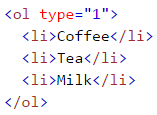 <ol type="1">
  <li>Coffee</li>
  <li>Tea</li>
  <li>Milk</li>
</ol>